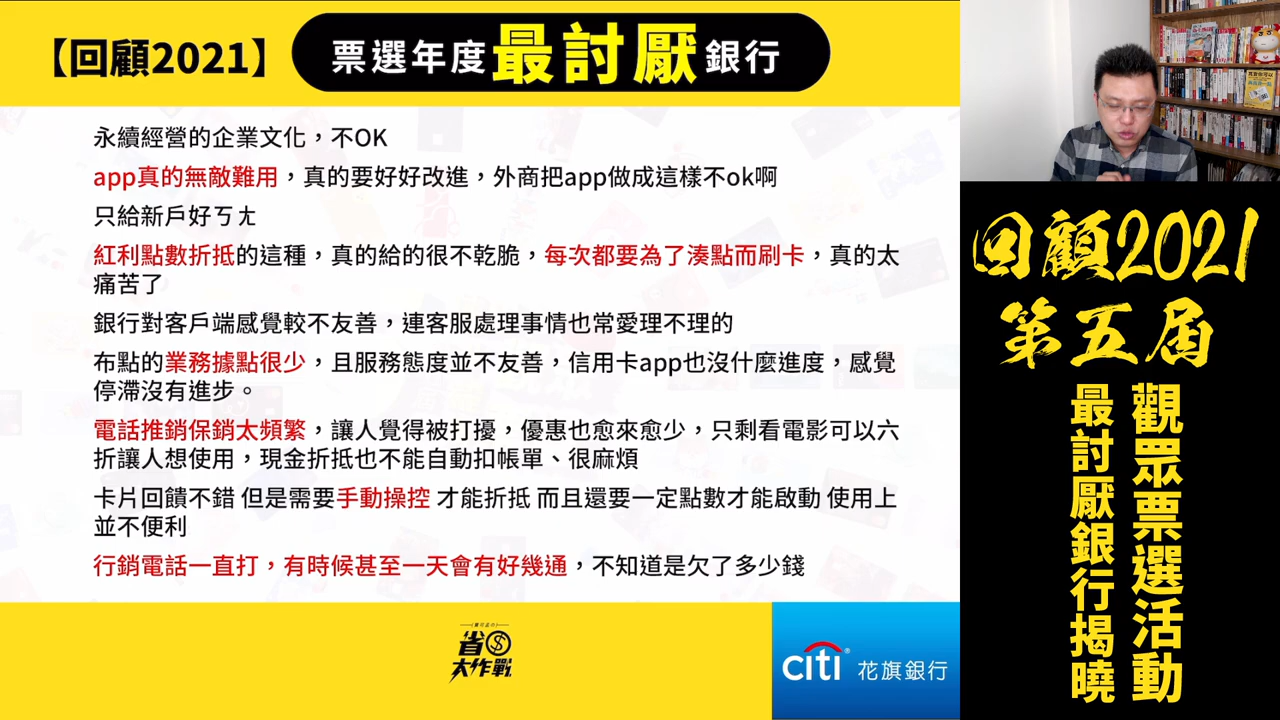 【回顧2021】
票選年度最討厭銀行
永續經營的企業文化，不OK
app真的無敵難用，真的要好好改進，外商把app做成這樣不ok啊
只給新戶好ㄎㄤ
紅利點數折抵的這種，真的給的很不乾脆，每次都要為了湊點而刷卡，真的太
痛苦了
銀行對客戶端感覺較不友善，連客服處理事情也常愛理不理的
布點的業務據點很少，且服務態度並不友善，信用卡app也沒什麼進度，感覺
停滯沒有進步。
電話推銷保銷太頻繁，讓人覺得被打擾，優惠也愈來愈少，只剩看電影可以六
折讓人想使用，現金折抵也不能自動扣帳單、很麻煩
卡片回饋不錯 但是需要手動操控 才能折抵 而且還要一定點數才能啟動 使用上
並不便利
行銷電話一直打，有時候甚至一天會有好幾通，不知道是欠了多少錢
省
大作戰
citi 花旗銀行
回顧2021
第五屆
觀眾票選活動
最討厭銀行揭曉